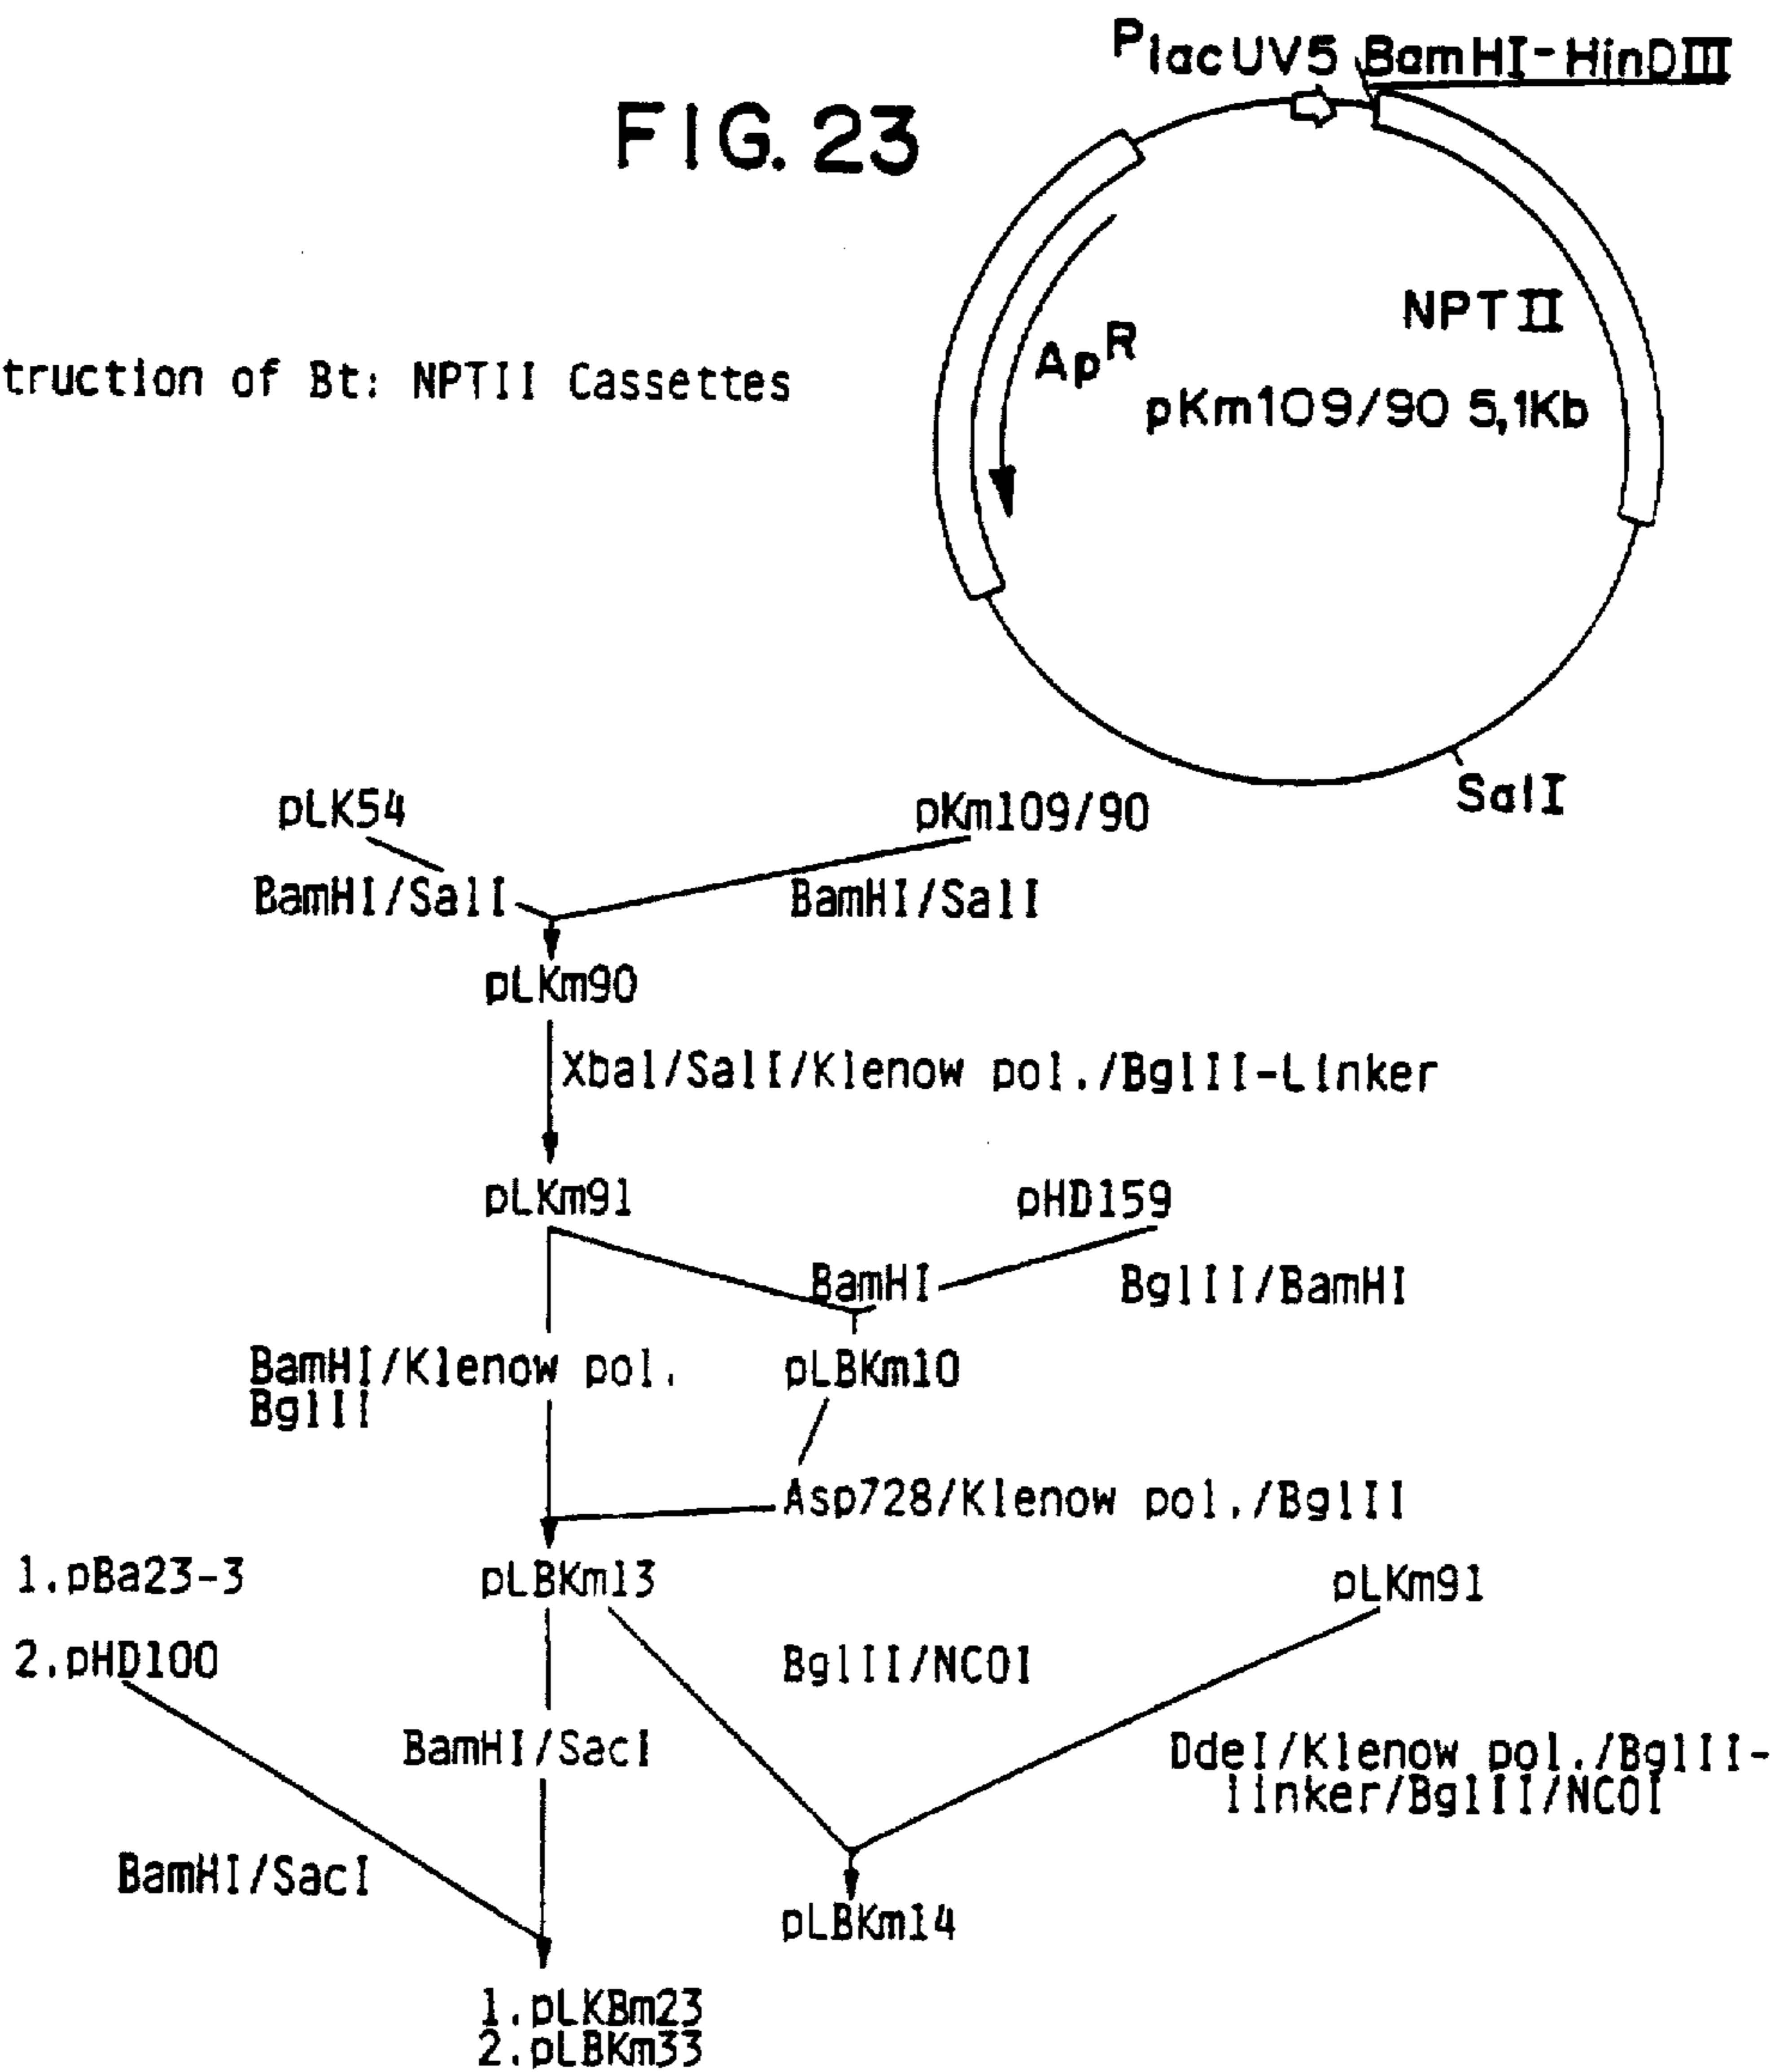 PlacUV5 BamHI-HinDIII
FIG. 23
NPTII
ApR
truction of Bt: NPTII Cassettes
pKm109/90 5,1Kb
SalI
pLK54
pKm109/90
BamHI/SalI
BamHI/SalI
pLKm90
XbaI/SalI/Klenow pol./BglII-Linker
pLKm91
pHD159
BamHI
BglII/BamHI
BamHI/Klenow pol.
BglII
pLBKm10
Asp728/Klenow pol./BglII
1.pBa23-3
pLBKm13
pLKm91
2.pHD100
BglII/NCOI
BamHI/SacI
DdeI/Klenow pol./BglII-
linker/BglII/NCOI
BamHI/SacI
pLBKm14
1.pLKBm23
2.pLBKm33